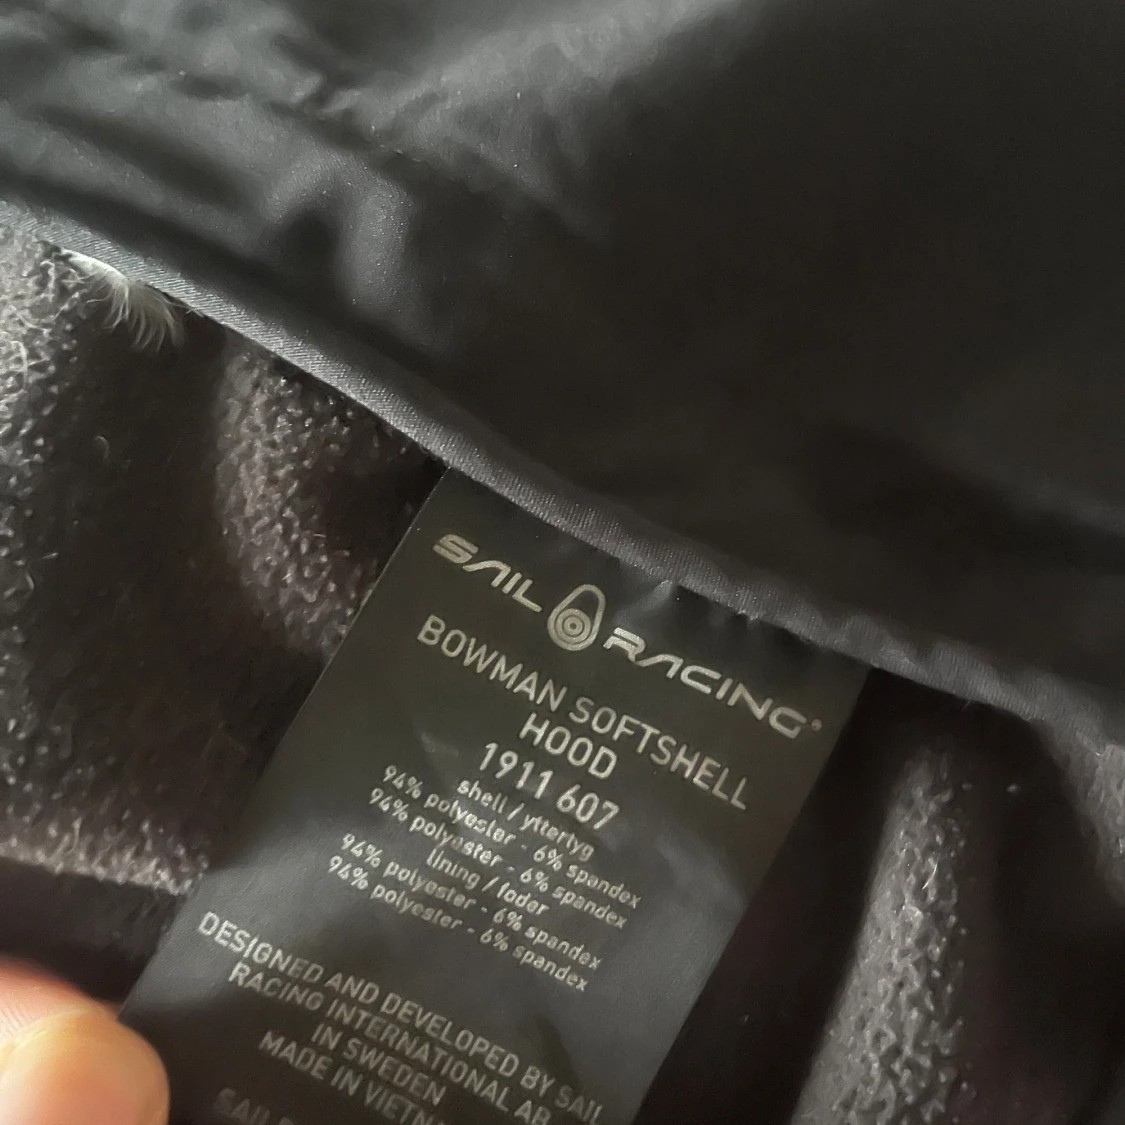 SAIL RACING®
BOWMAN SOFTSHELL
HOOD
1911 607
shell / yttertyg
94% polyester - 6% spandex
94% polyester - 6% spandex
lining / foder
94% polyester - 6% spandex
94% polyester - 6% spandex
DESIGNED AND DEVELOPED BY SAIL
RACING INTERNATIONAL AB
IN SWEDEN
MADE IN